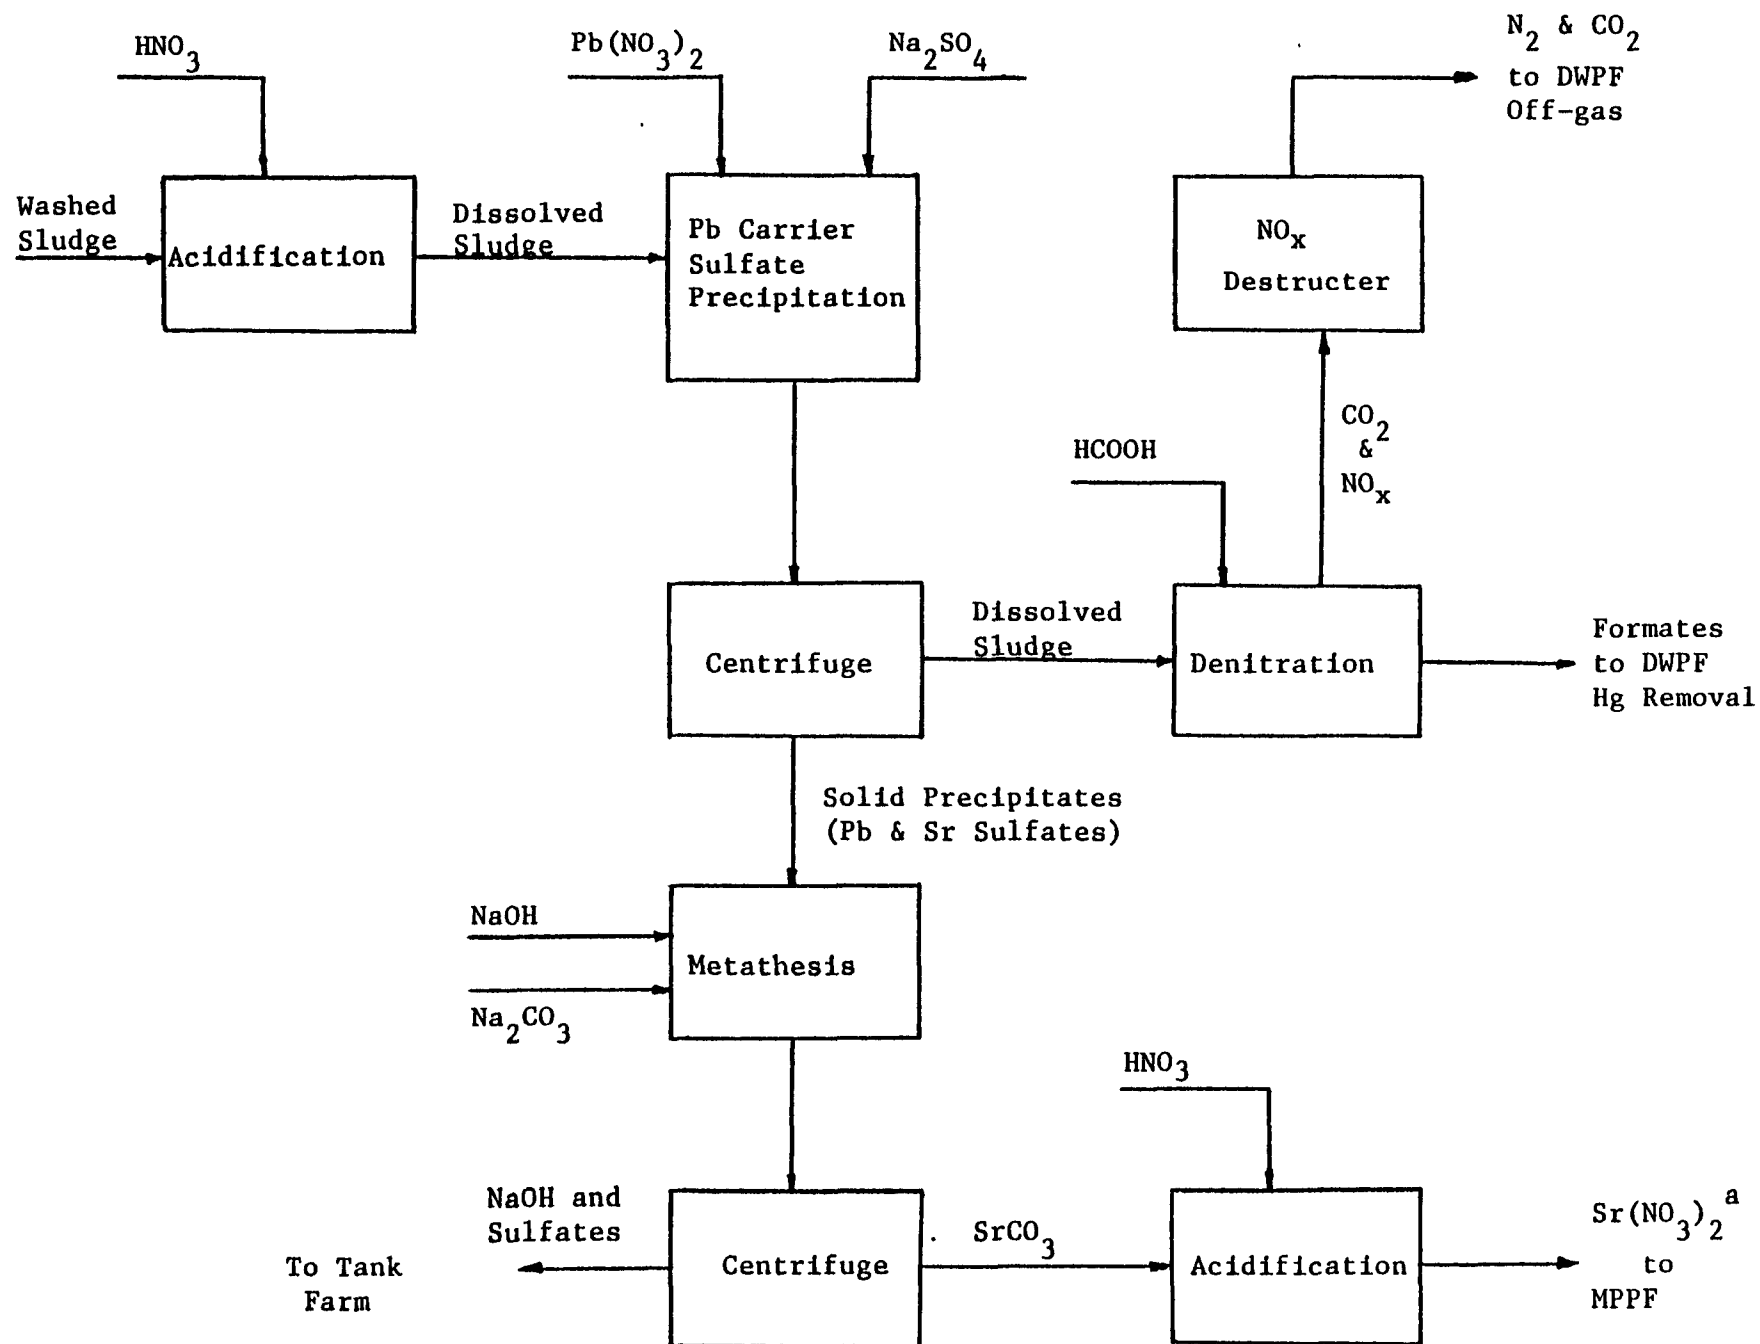 HNO3
Pb(NO3)2
Na2SO4
N2 & CO2
to DWPF
Off-gas
Washed
Sludge
Acidification
Dissolved
Sludge
Pb Carrier
Sulfate
Precipitation
NOx
Destructer
CO2
&
NOx
HCOOH
Centrifuge
Dissolved
Sludge
Denitration
Formates
to DWPF
Hg Removal
Solid Precipitates
(Pb & Sr Sulfates)
NaOH
Metathesis
Na2CO3
HNO3
NaOH and
Sulfates
To Tank
Farm
Centrifuge
SrCO3
Acidification
Sr(NO3)2 a
to
MPPF